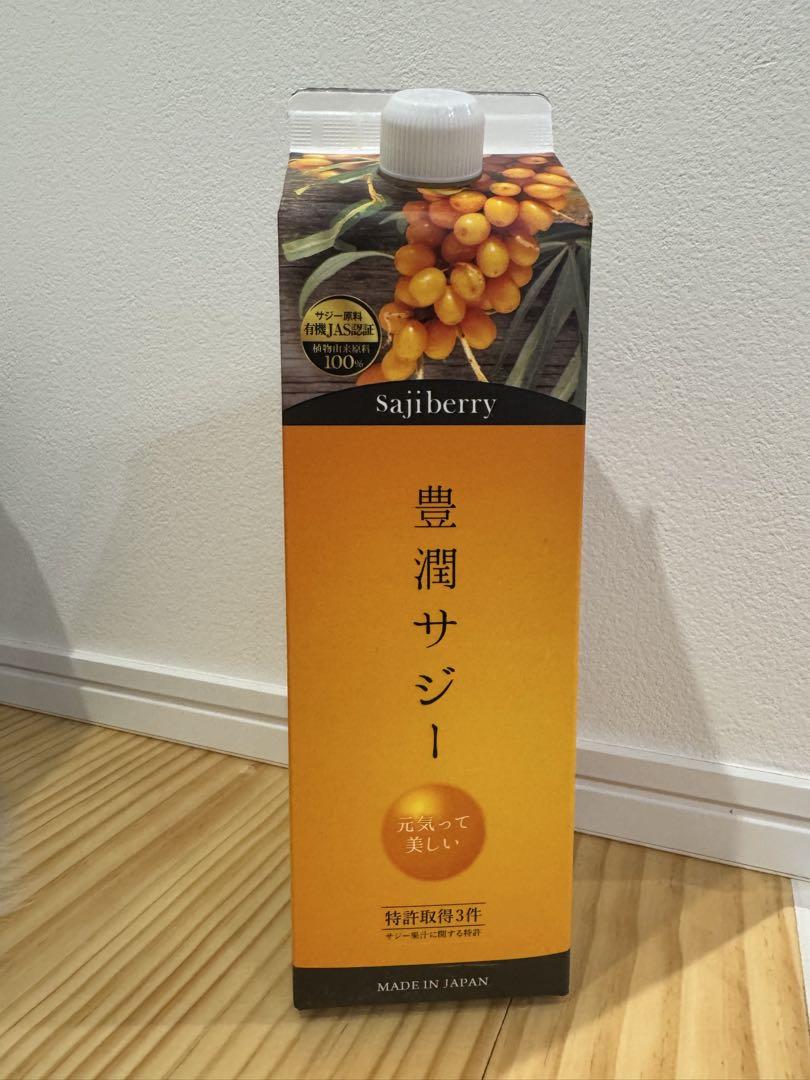 サジー原料
有機JAS認証
植物由来原料
100%
sajiberry
豊潤サジー
元気って
美しい
特許取得3件
サジー果汁に関する特許
MADE IN JAPAN